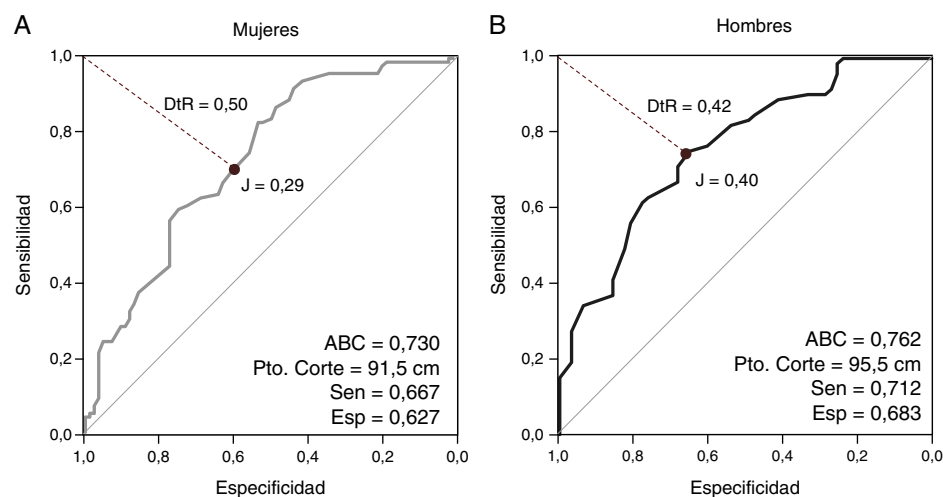 A
Mujeres
1,0
0,8
0,6
0,4
0,2
0,0
Sensibilidad
DtR = 0,50
J = 0,29
ABC = 0,730
Pto. Corte = 91,5 cm
Sen = 0,667
Esp = 0,627
1,0 0,8 0,6 0,4 0,2 0,0
Especificidad
B
Hombres
1,0
0,8
0,6
0,4
0,2
0,0
Sensibilidad
DtR = 0,42
J = 0,40
ABC = 0,762
Pto. Corte = 95,5 cm
Sen = 0,712
Esp = 0,683
1,0 0,8 0,6 0,4 0,2 0,0
Especificidad